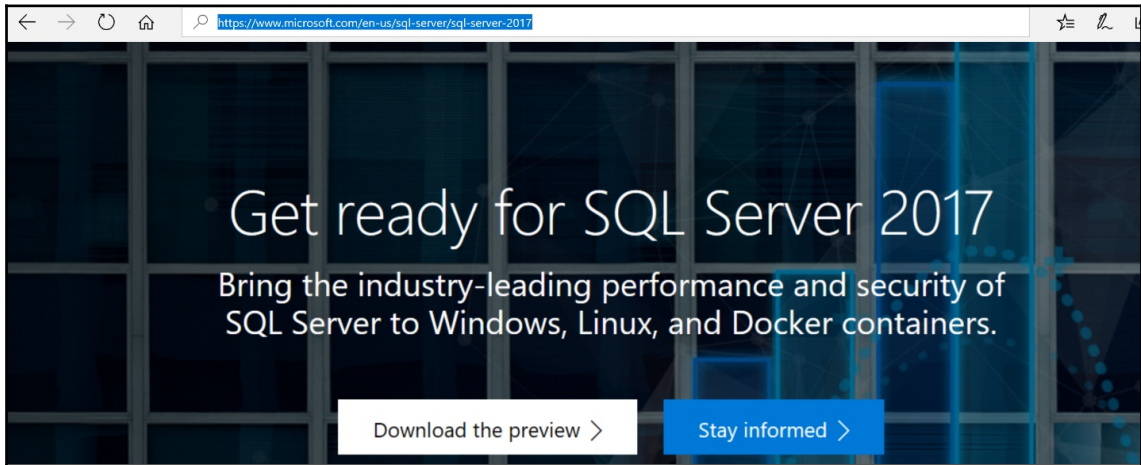 https://www.microsoft.com/en-us/sql-server/sql-server-2017
Get ready for SQL Server 2017
Bring the industry-leading performance and security of
SQL Server to Windows, Linux, and Docker containers.
Download the preview >
Stay informed >